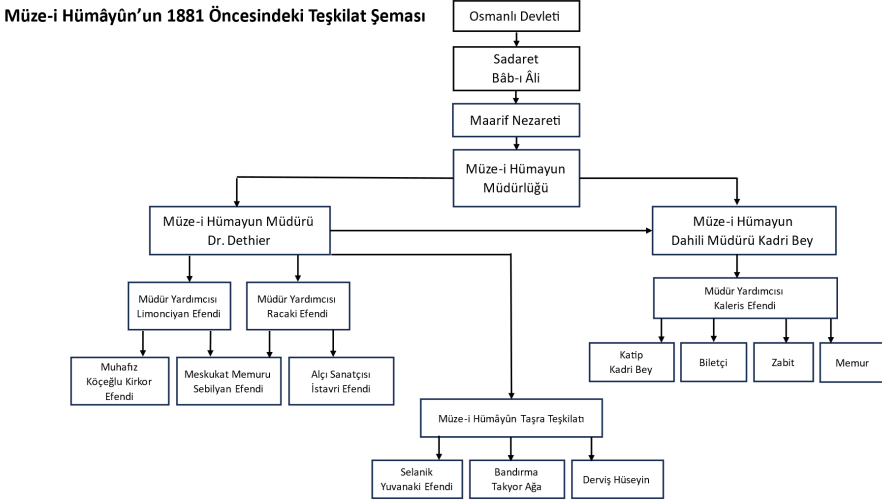 Müze-i Hümâyûn’un 1881 Öncesindeki Teşkilat Şeması
Osmanlı Devleti
Sadaret
Bâb-ı Âli
Maarif Nezareti
Müze-i Hümayun
Müdürlüğü
Müze-i Hümayun Müdürü
Dr. Dethier
Müze-i Hümayun
Dahili Müdürü Kadri Bey
Müdür Yardımcısı
Limonciyan Efendi
Müdür Yardımcısı
Racaki Efendi
Müdür Yardımcısı
Kaleris Efendi
Muhafız
Köçeğlu Kirkor
Efendi
Meskukat Memuru
Sebilyan Efendi
Alçı Sanatçısı
İstavri Efendi
Katip
Kadri Bey
Biletçi
Zabit
Memur
Müze-i Hümâyûn Taşra Teşkilatı
Selanik
Yuvanaki Efendi
Bandırma
Takyor Ağa
Derviş Hüseyin